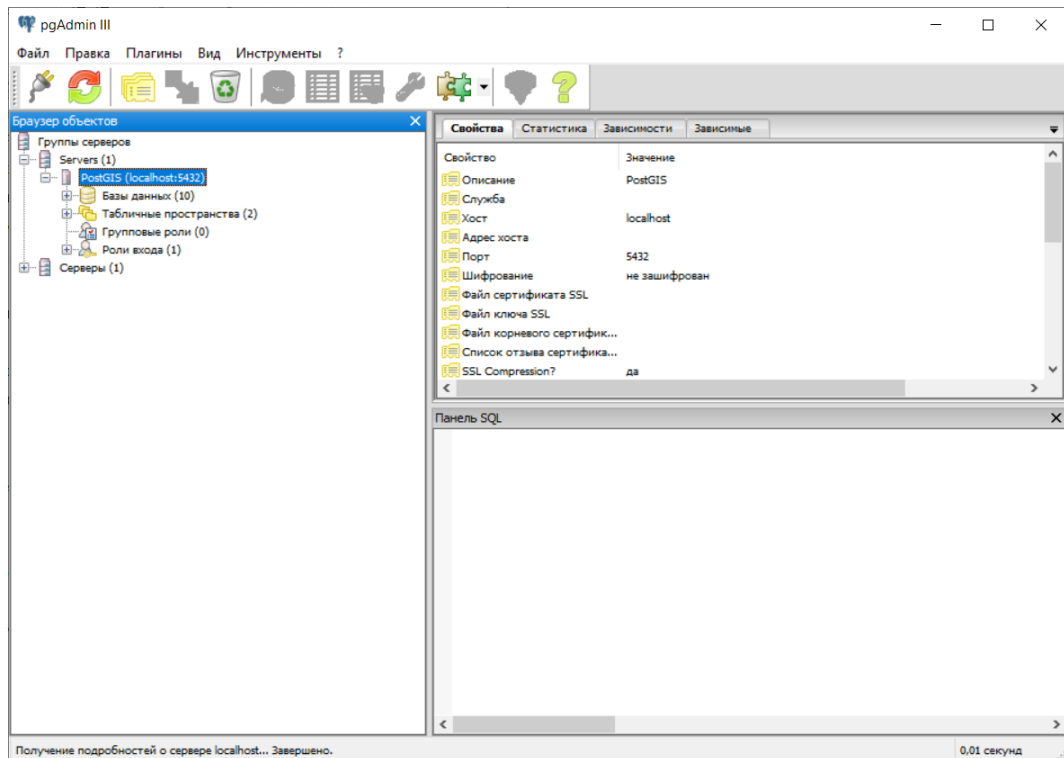 pgAdmin III
Файл Правка Плагины Вид Инструменты ?
Браузер объектов
Группы серверов
Servers (1)
PostGIS (localhost:5432)
Базы данных (10)
Табличные пространства (2)
Групповые роли (0)
Роли входа (1)
Серверы (1)
Свойства Статистика Зависимости Зависимые
Свойство Значение
Описание PostGIS
Служба
Хост localhost
Адрес хоста
Порт 5432
Шифрование не зашифрован
Файл сертификата SSL
Файл ключа SSL
Файл корневого сертифик...
Список отзыва сертифика...
SSL Compression? да
Панель SQL
Получение подробностей о сервере localhost... Завершено.
0,01 секунд